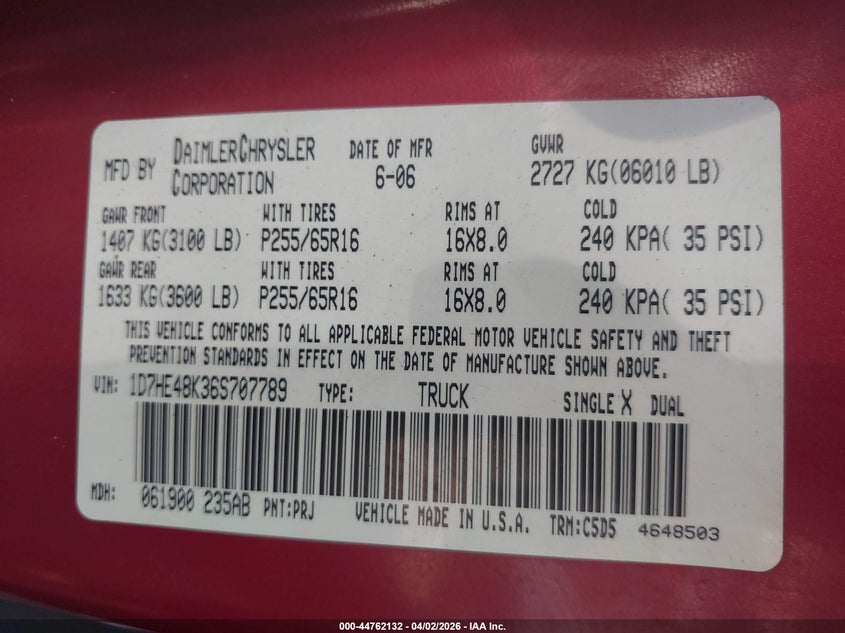 MFD BY DAIMLERCHRYSLER CORPORATION DATE OF MFR 6-06 GVWR 2727 KG(06010 LB)
GAWR FRONT WITH TIRES RIMS AT COLD
1407 KG(3100 LB) P255/65R16 16X8.0 240 KPA( 35 PSI)
GAWR REAR WITH TIRES RIMS AT COLD
1633 KG(3600 LB) P255/65R16 16X8.0 240 KPA( 35 PSI)
THIS VEHICLE CONFORMS TO ALL APPLICABLE FEDERAL MOTOR VEHICLE SAFETY AND THEFT
PREVENTION STANDARDS IN EFFECT ON THE DATE OF MANUFACTURE SHOWN ABOVE.
VIN: 1D7HE48K36S707789 TYPE: TRUCK SINGLE X DUAL
MDH: 061900 235AB PNT:PRJ VEHICLE MADE IN U.S.A. TRM:C5D5 4648503
000-44762132 - 04/02/2026 - IAA Inc.